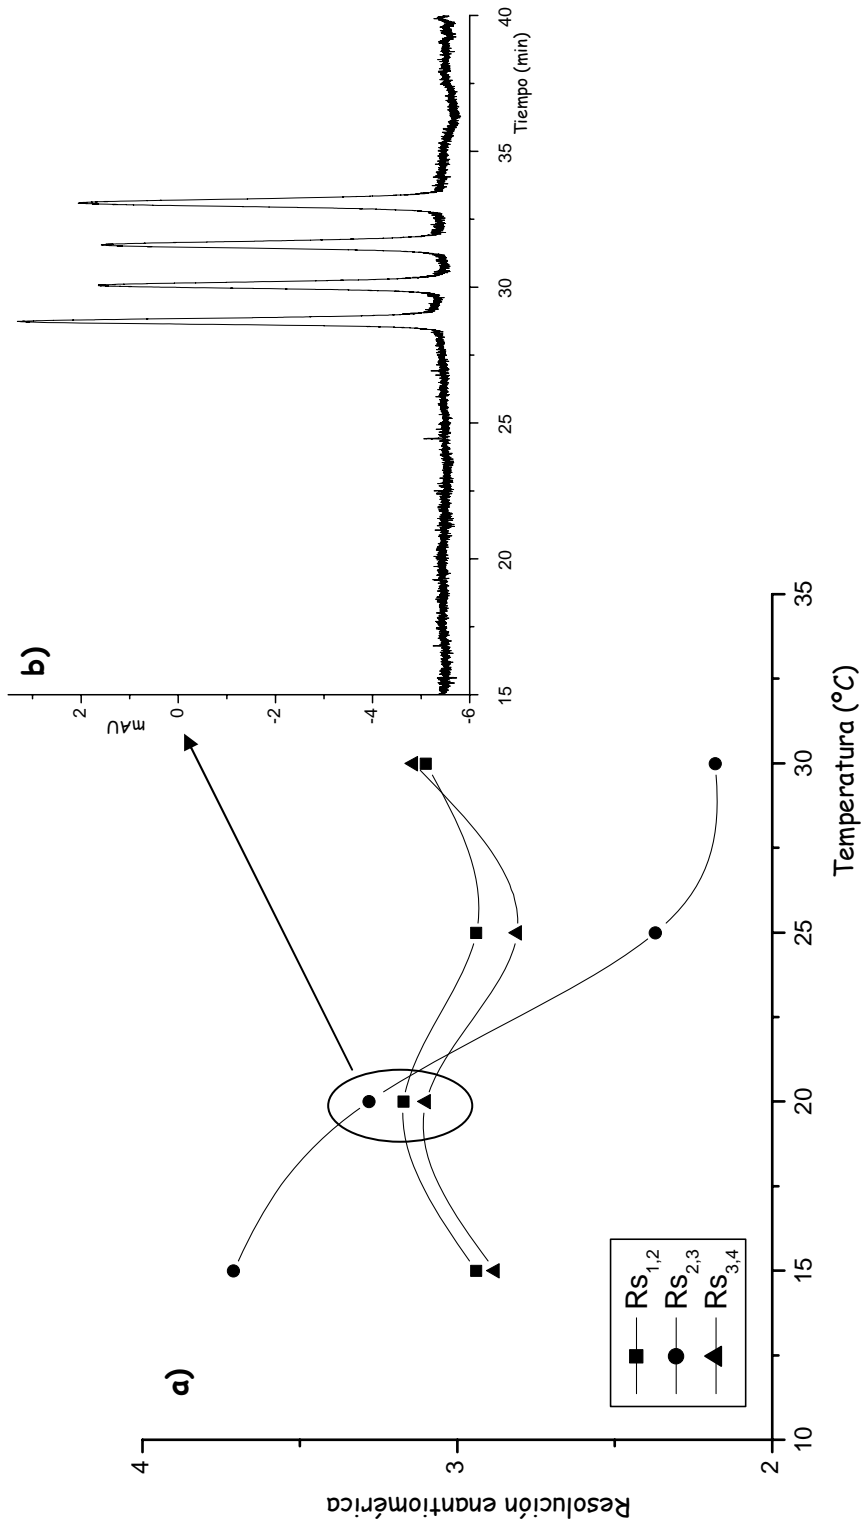 a)
Resolución enantiomérica
4
3
2
10
15
20
25
30
35
Temperatura (°C)
Rs1,2
Rs2,3
Rs3,4
b)
mAU
2
0
-2
-4
-6
15
20
25
30
35
40
Tiempo (min)